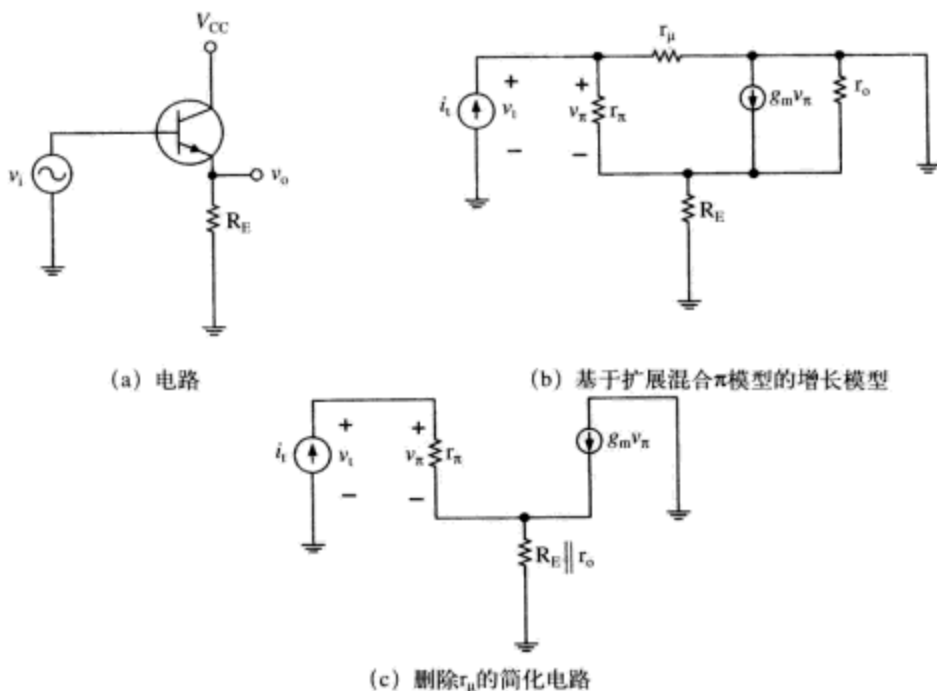 V_CC
v_i
v_o
R_E
(a) 电路
r_μ
i_t
+
v_t
−
+
v_π
−
r_π
g_m v_π
r_o
R_E
(b) 基于扩展混合π模型的增长模型
i_t
+
v_t
−
+
v_π
−
r_π
g_m v_π
R_E || r_o
(c) 删除r_μ的简化电路